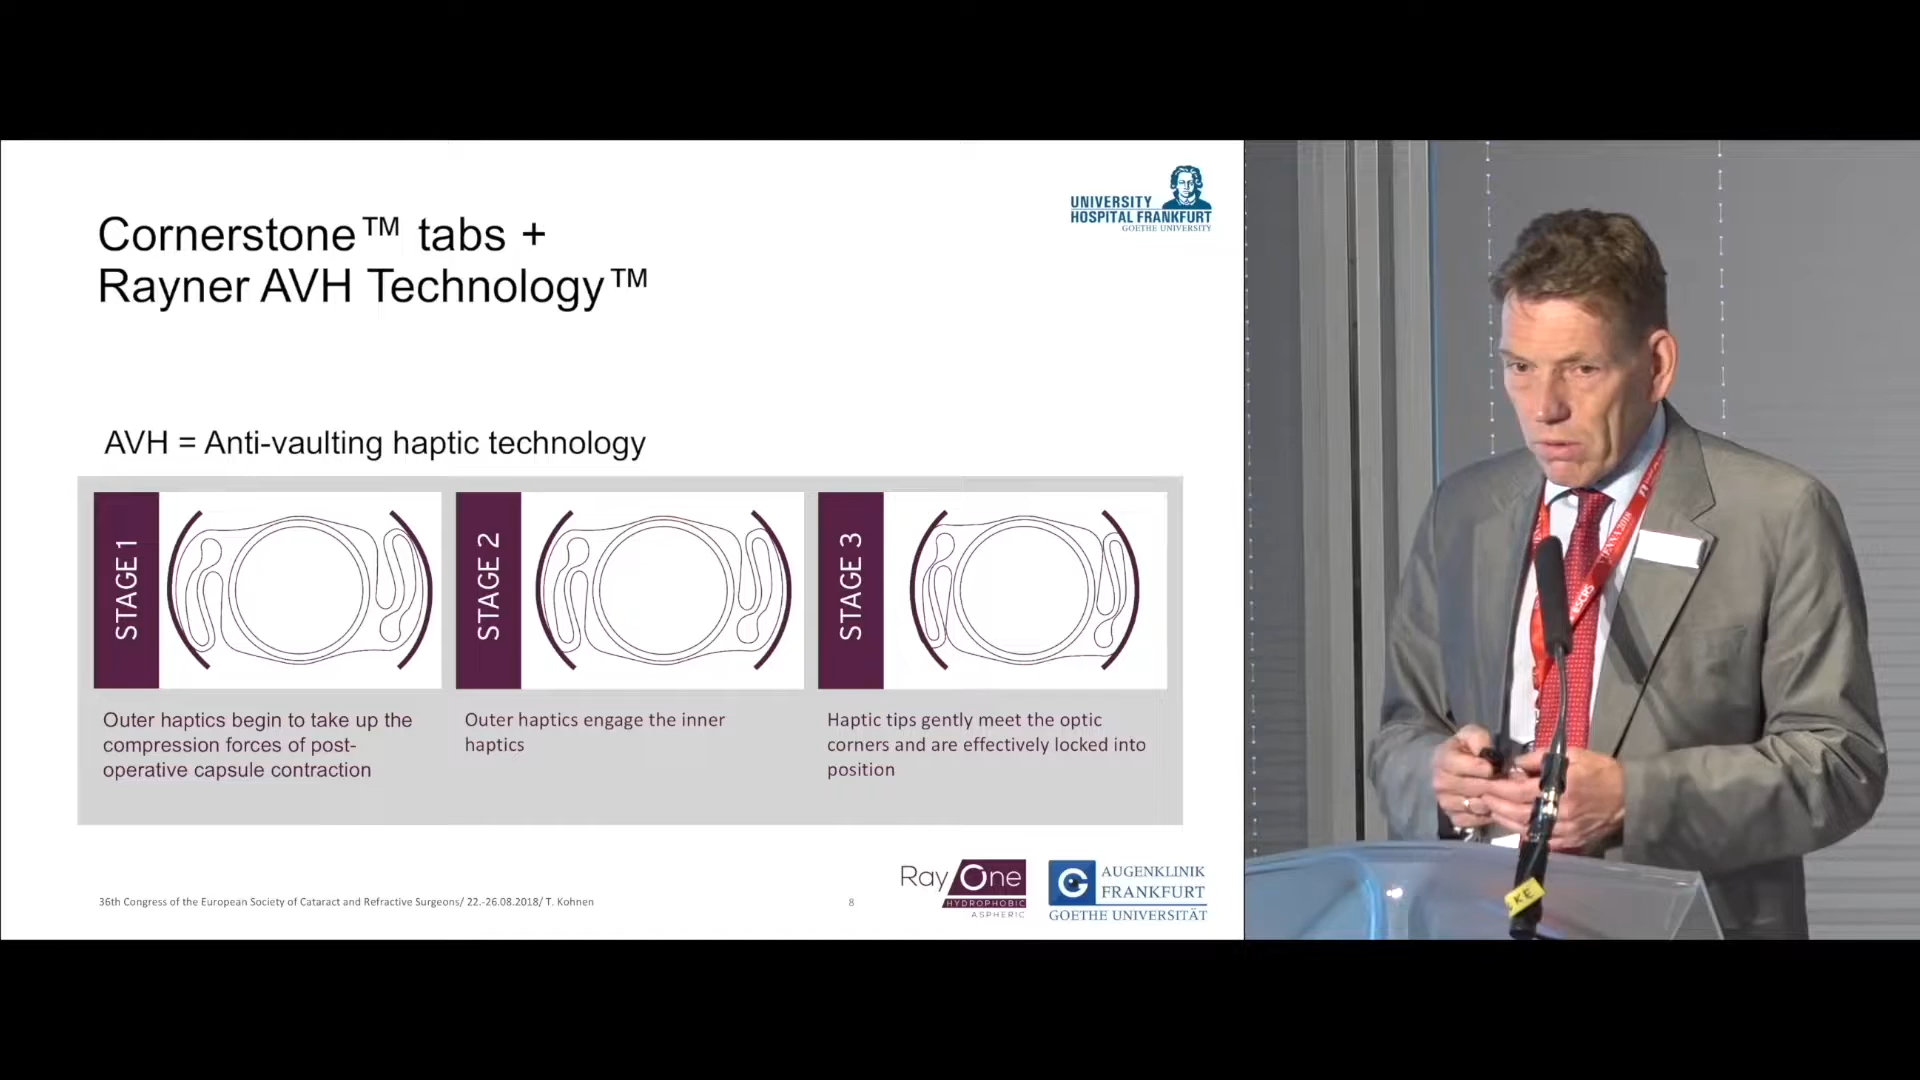 UNIVERSITY
HOSPITAL FRANKFURT
GOETHE UNIVERSITY
Cornerstone™ tabs +
Rayner AVH Technology™
AVH = Anti-vaulting haptic technology
STAGE 1
STAGE 2
STAGE 3
Outer haptics begin to take up the
compression forces of post-
operative capsule contraction
Outer haptics engage the inner
haptics
Haptic tips gently meet the optic
corners and are effectively locked into
position
36th Congress of the European Society of Cataract and Refractive Surgeons/ 22.-26.08.2018/ T. Kohnen
8
RayOne
HYDROPHOBIC
ASPHERIC
AUGENKLINIK
FRANKFURT
GOETHE UNIVERSITÄT
ESCRS
VIENNA 2018
KE